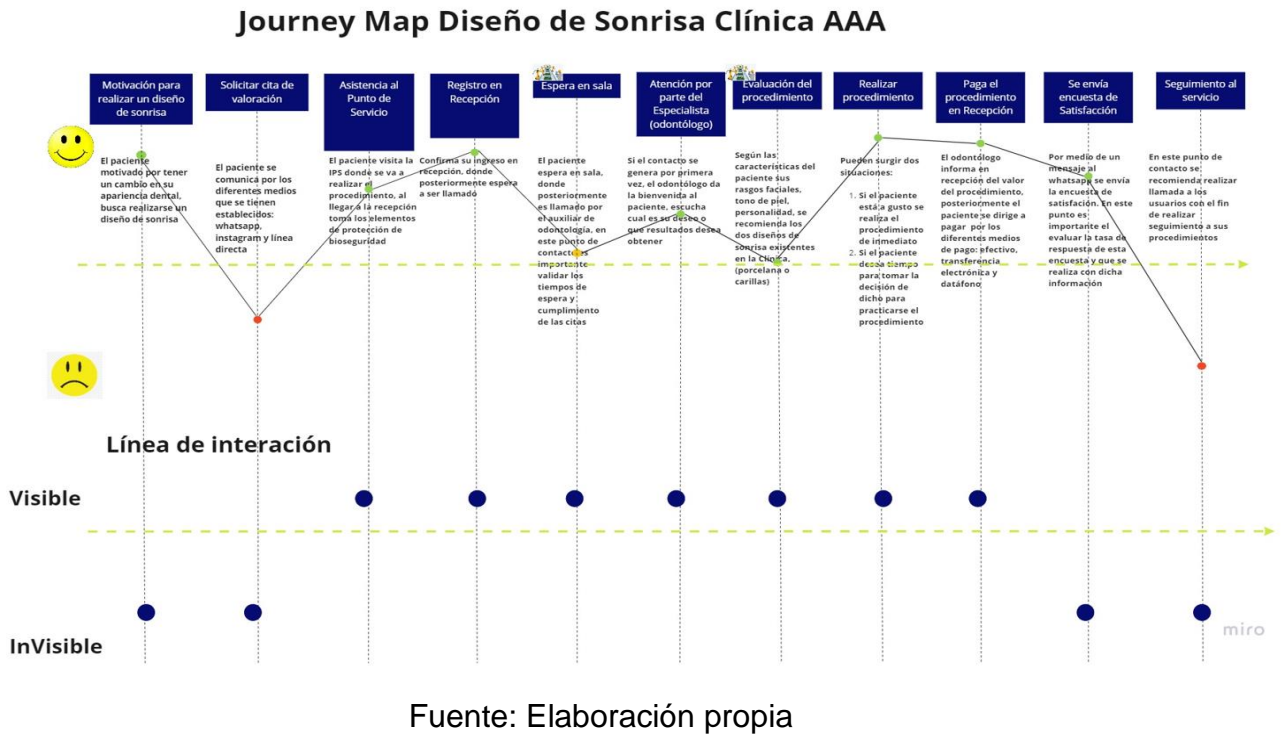 Journey Map Diseño de Sonrisa Clínica AAA
Motivación para
realizar un diseño
de sonrisa
Solicitar cita de
valoración
Asistencia al
Punto de
Servicio
Registro en
Recepción
Espera en sala
Atención por
parte del
Especialista
(odontólogo)
Evaluación del
procedimiento
Realizar
procedimiento
Paga el
procedimiento
en Recepción
Se envía
encuesta de
Satisfacción
Seguimiento al
servicio
El paciente
motivado por tener
un cambio en su
apariencia dental,
busca realizarse un
diseño de sonrisa
El paciente se
comunica por los
diferentes medios
que se tienen
establecidos:
whatsapp,
instagram y línea
directa
El paciente visita la
IPS donde se va a
realizar el
procedimiento, al
llegar a la recepción
toma los elementos
de protección de
bioseguridad
Confirma su ingreso en
recepción, donde
posteriormente espera
a ser llamado
El paciente
espera en sala,
donde
posteriormente
es llamado por
el auxiliar de
odontología, en
este punto de
contacto es
importante
validar los
tiempos de
espera y
cumplimiento
de las citas
Si el contacto se
genera por primera
vez, el odontólogo da
la bienvenida al
paciente, escucha
cual es su deseo o
que resultados desea
obtener
Según las
características del
paciente sus
rasgos faciales,
tono de piel,
personalidad, se
recomienda los
dos diseños de
sonrisa existentes
en la Clínica,
(porcelana o
carillas)
Pueden surgir dos
situaciones:
1. Si el paciente
está a gusto se
realiza el
procedimiento
de inmediato
2. Si el paciente
desea tiempo
para tomar la
decisión de
dicho para
practicarse el
procedimiento
El odontólogo
informa en
recepción del valor
del procedimiento,
posteriormente el
paciente se dirige a
pagar por los
diferentes medios
de pago: efectivo,
transferencia
electrónica y
datáfono
Por medio de un
mensaje al
whatsapp se envía
la encuesta de
satisfacción. En este
punto es
importante el
evaluar la tasa de
respuesta de esta
encuesta y que se
realiza con dicha
información
En este punto de
contacto se
recomienda realizar
llamada a los
usuarios con el fin
de realizar
seguimiento a sus
procedimientos
Línea de interación
Visible
InVisible
miro
Fuente: Elaboración propia